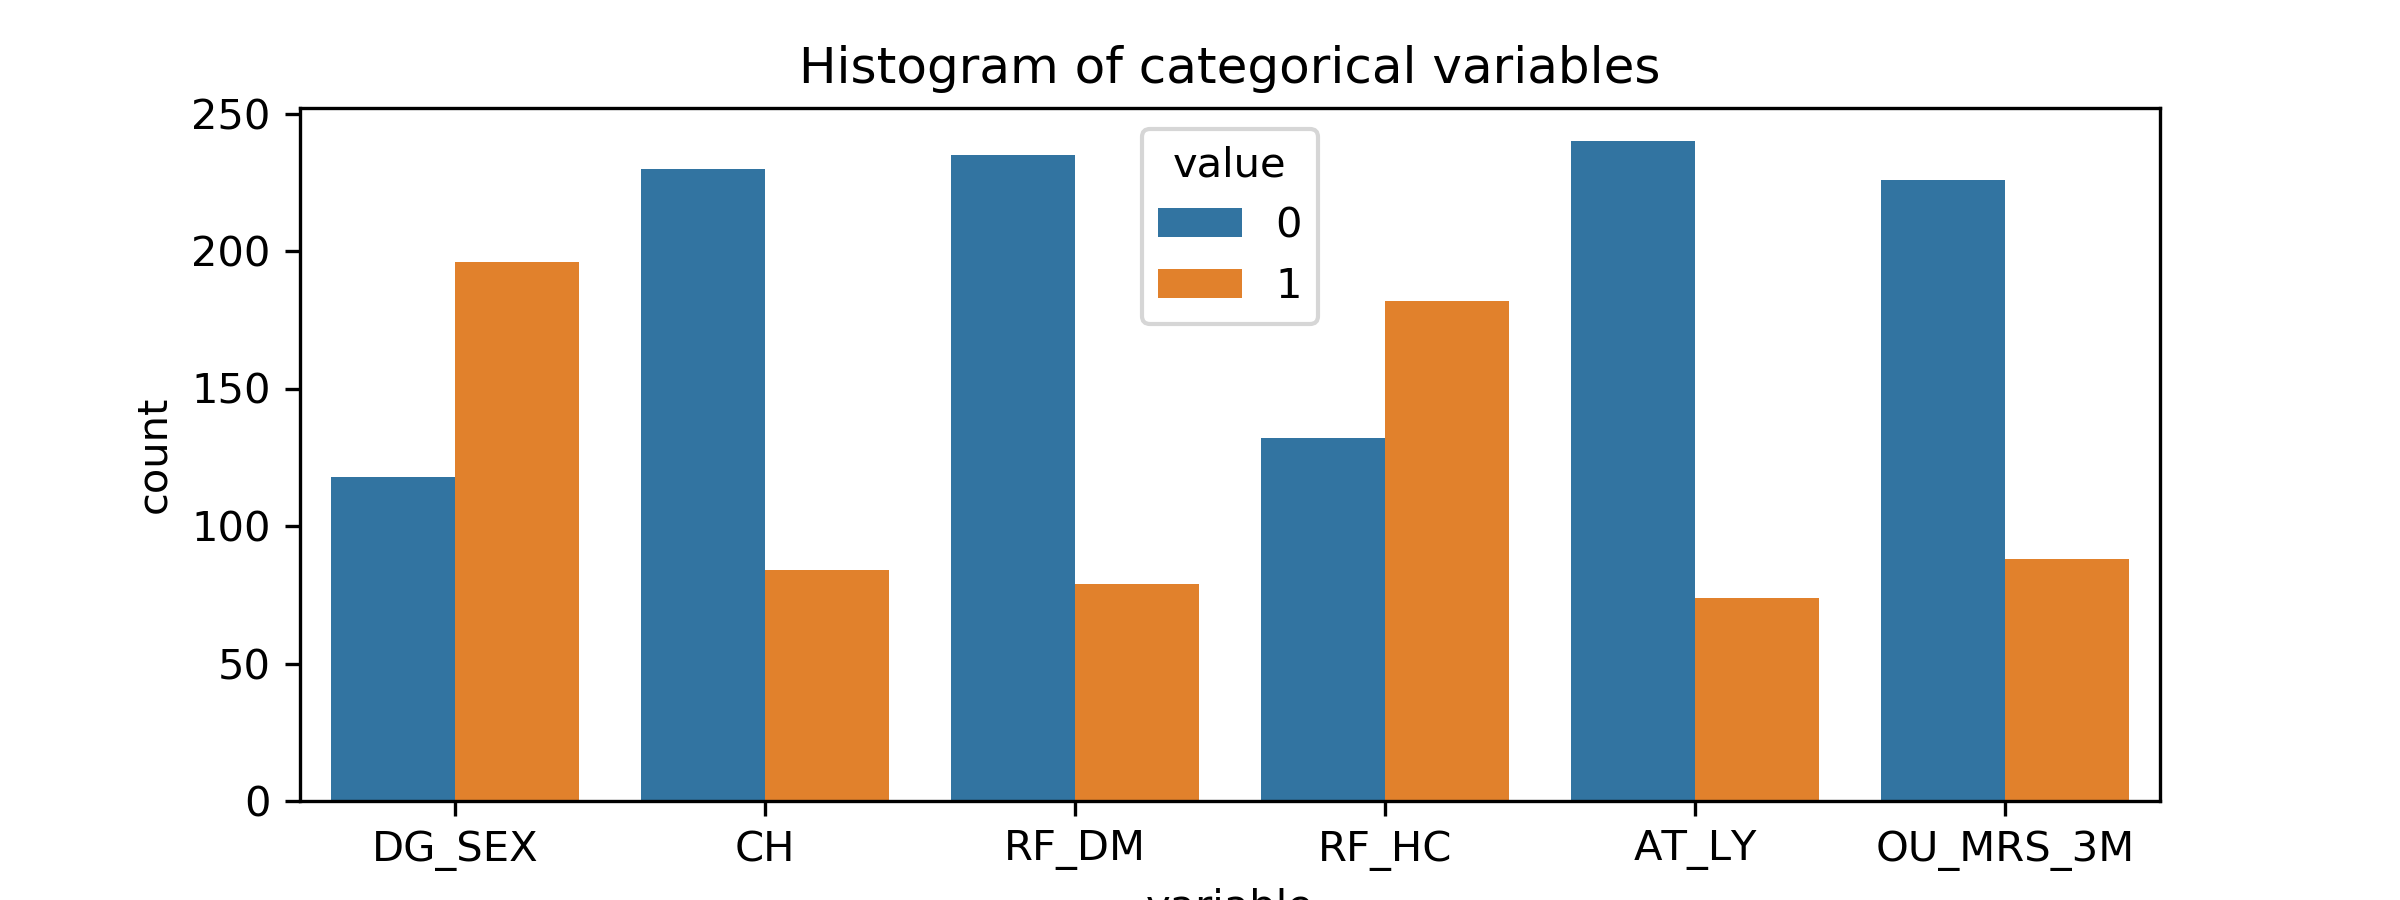 Histogram of categorical variables
250
200
150
100
50
0
count
value
0
1
DG_SEX CH RF_DM RF_HC AT_LY OU_MRS_3M
variable